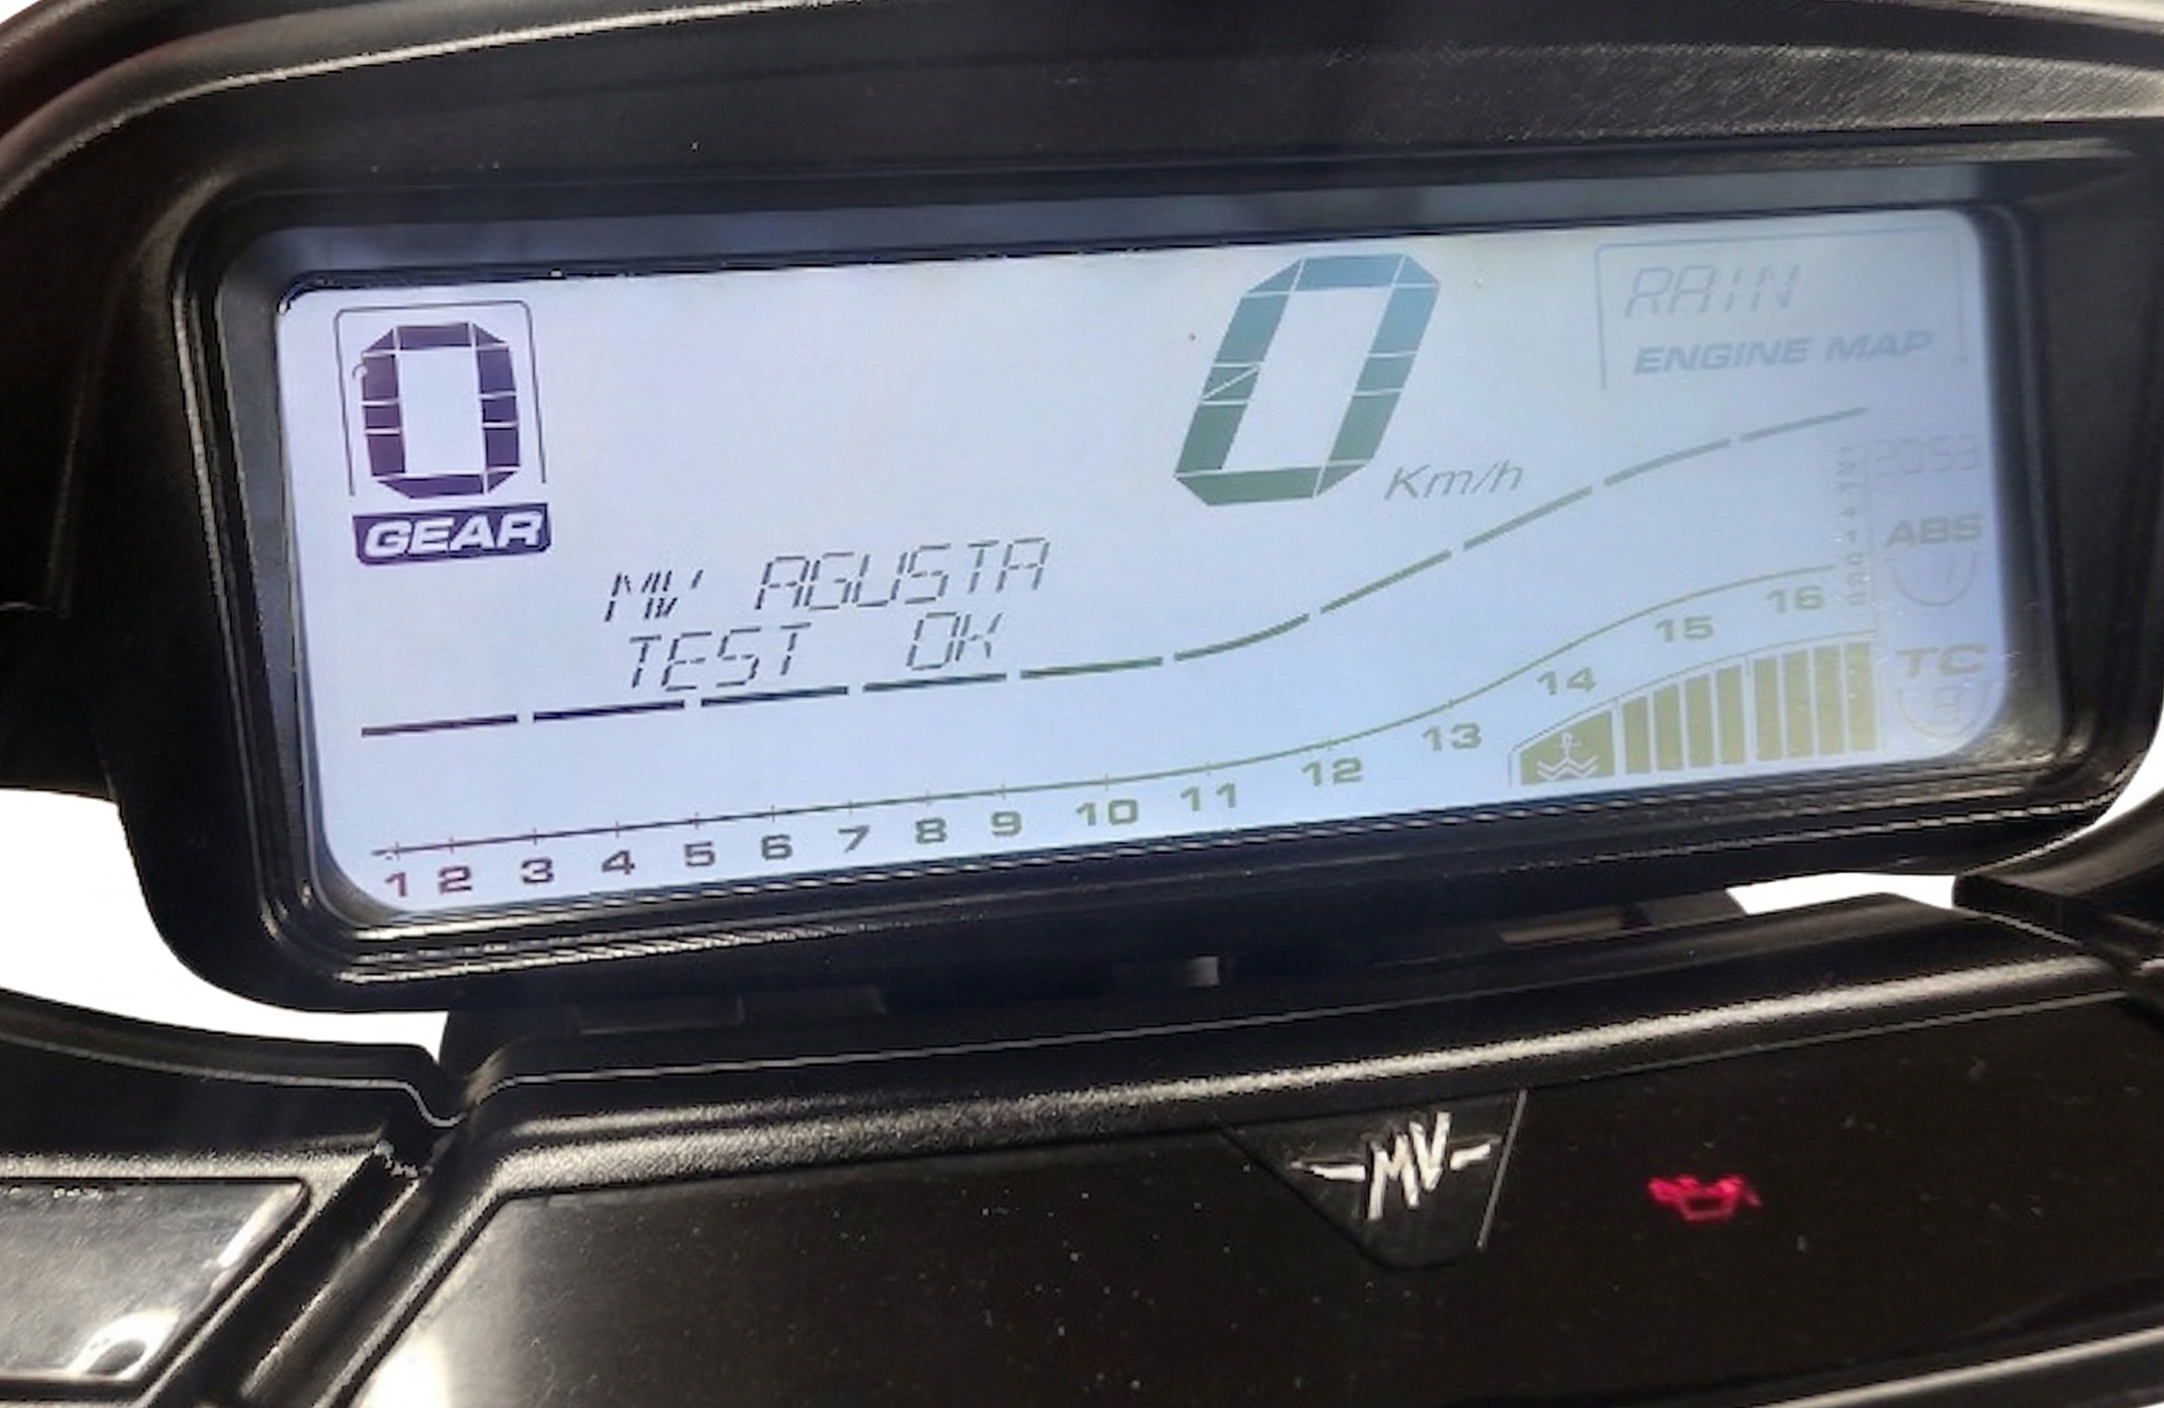 0
GEAR
0
Km/h
RAIN
ENGINE MAP
MV AGUSTA
TEST OK
ABS
TC
1 2 3 4 5 6 7 8 9 10 11 12 13 14 15 16
MV